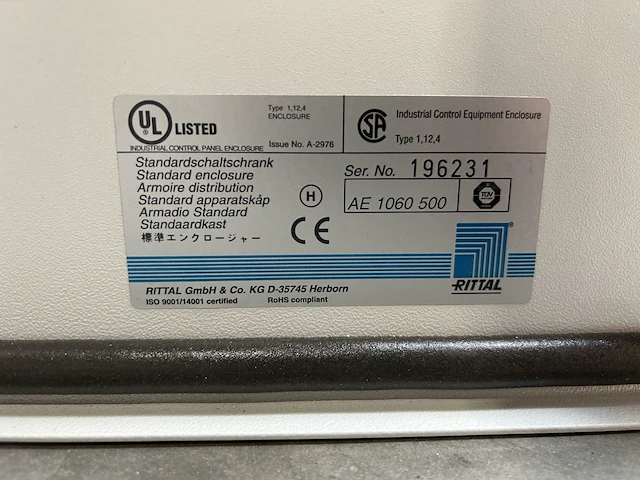 UL LISTED
INDUSTRIAL CONTROL PANEL ENCLOSURE
Type 1,12,4
ENCLOSURE
Issue No. A-2976
SA Industrial Control Equipment Enclosure
Type 1,12,4
Standardschaltschrank
Standard enclosure
Armoire distribution
Standard apparatskåp
Armadio Standard
Standaardkast
標準エンクロージャー
H
CE
Ser. No. 196231
AE 1060 500
TÜV
RITTAL
RITTAL GmbH & Co. KG D-35745 Herborn
ISO 9001/14001 certified RoHS compliant